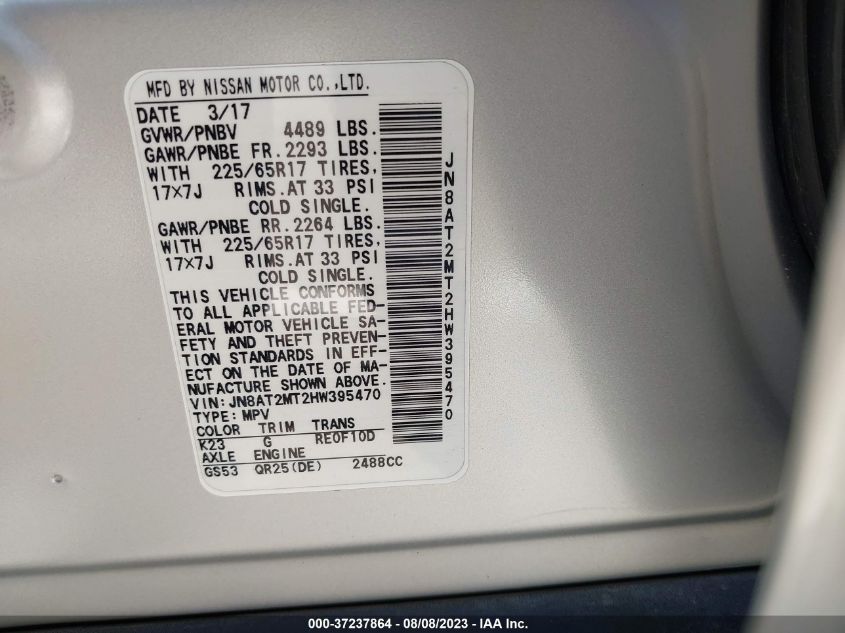 MFD BY NISSAN MOTOR CO.,LTD.
DATE 3/17
GVWR/PNBV 4489 LBS.
GAWR/PNBE FR. 2293 LBS.
WITH 225/65R17 TIRES,
17×7J RIMS.AT 33 PSI
COLD SINGLE.
GAWR/PNBE RR. 2264 LBS.
WITH 225/65R17 TIRES,
17×7J RIMS.AT 33 PSI
COLD SINGLE.
THIS VEHICLE CONFORMS
TO ALL APPLICABLE FED-
ERAL MOTOR VEHICLE SA-
FETY AND THEFT PREVEN-
TION STANDARDS IN EFF-
ECT ON THE DATE OF MA-
NUFACTURE SHOWN ABOVE.
VIN: JN8AT2MT2HW395470
TYPE: MPV
COLOR TRIM TRANS
K23 G RE0F10D
AXLE ENGINE
GS53 QR25(DE) 2488CC
JN8AT2MT2HW395470
000-37237864 - 08/08/2023 - IAA Inc.